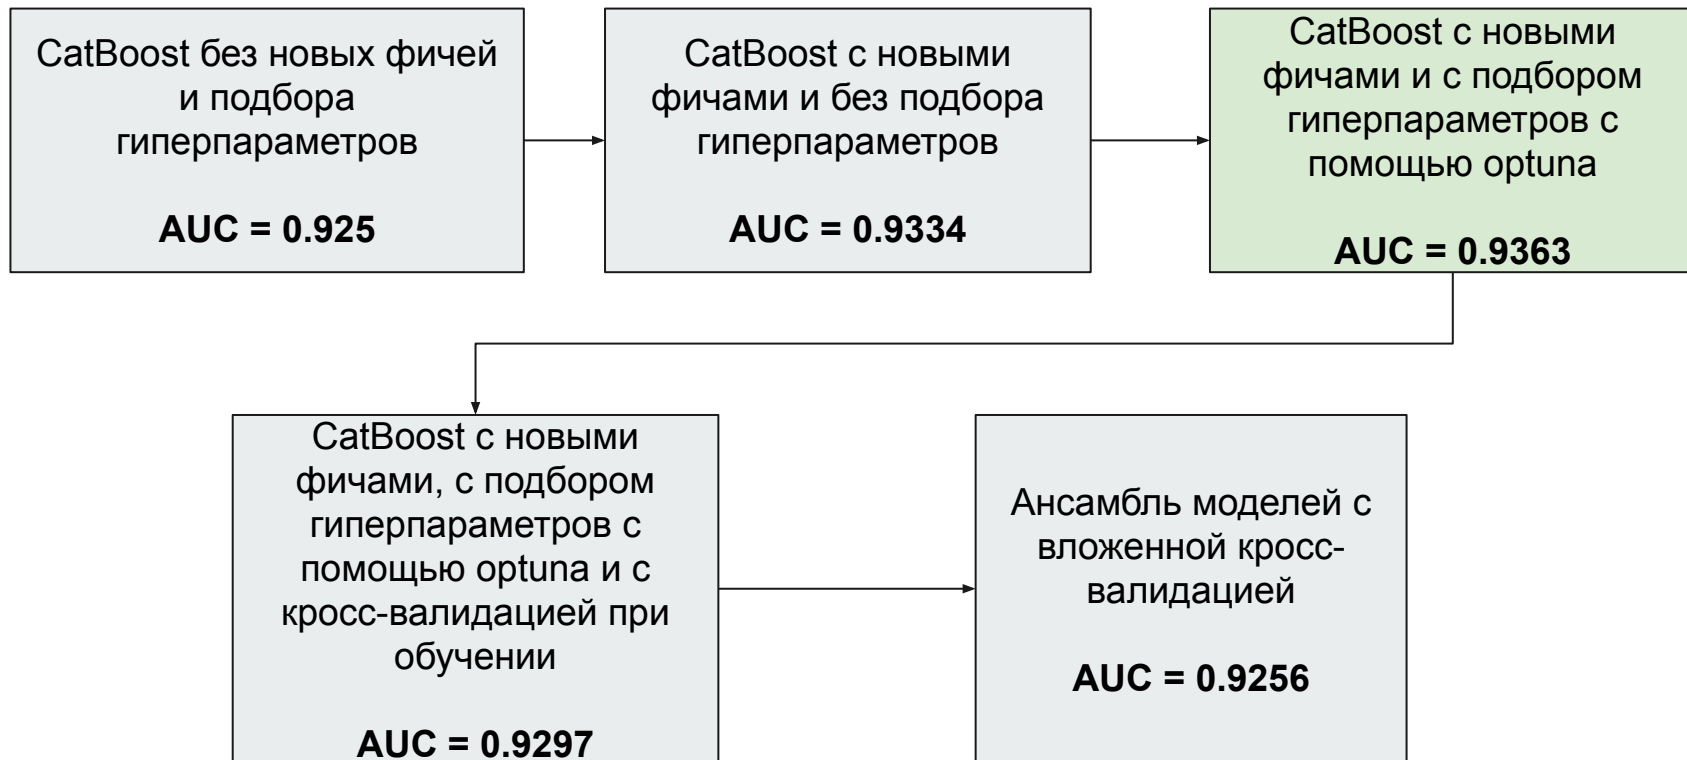 CatBoost без новых фичей
и подбора
гиперпараметров
AUC = 0.925
CatBoost с новыми
фичами и без подбора
гиперпараметров
AUC = 0.9334
CatBoost с новыми
фичами и с подбором
гиперпараметров с
помощью optuna
AUC = 0.9363
CatBoost с новыми
фичами, с подбором
гиперпараметров с
помощью optuna и с
кросс-валидацией при
обучении
AUC = 0.9297
Ансамбль моделей с
вложенной кросс-
валидацией
AUC = 0.9256